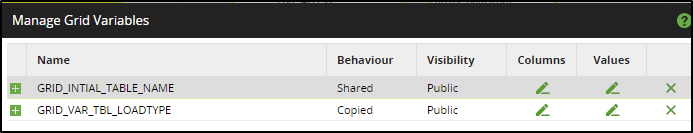 Manage Grid Variables ?
Name Behaviour Visibility Columns Values
GRID_INTIAL_TABLE_NAME Shared Public
GRID_VAR_TBL_LOADTYPE Copied Public